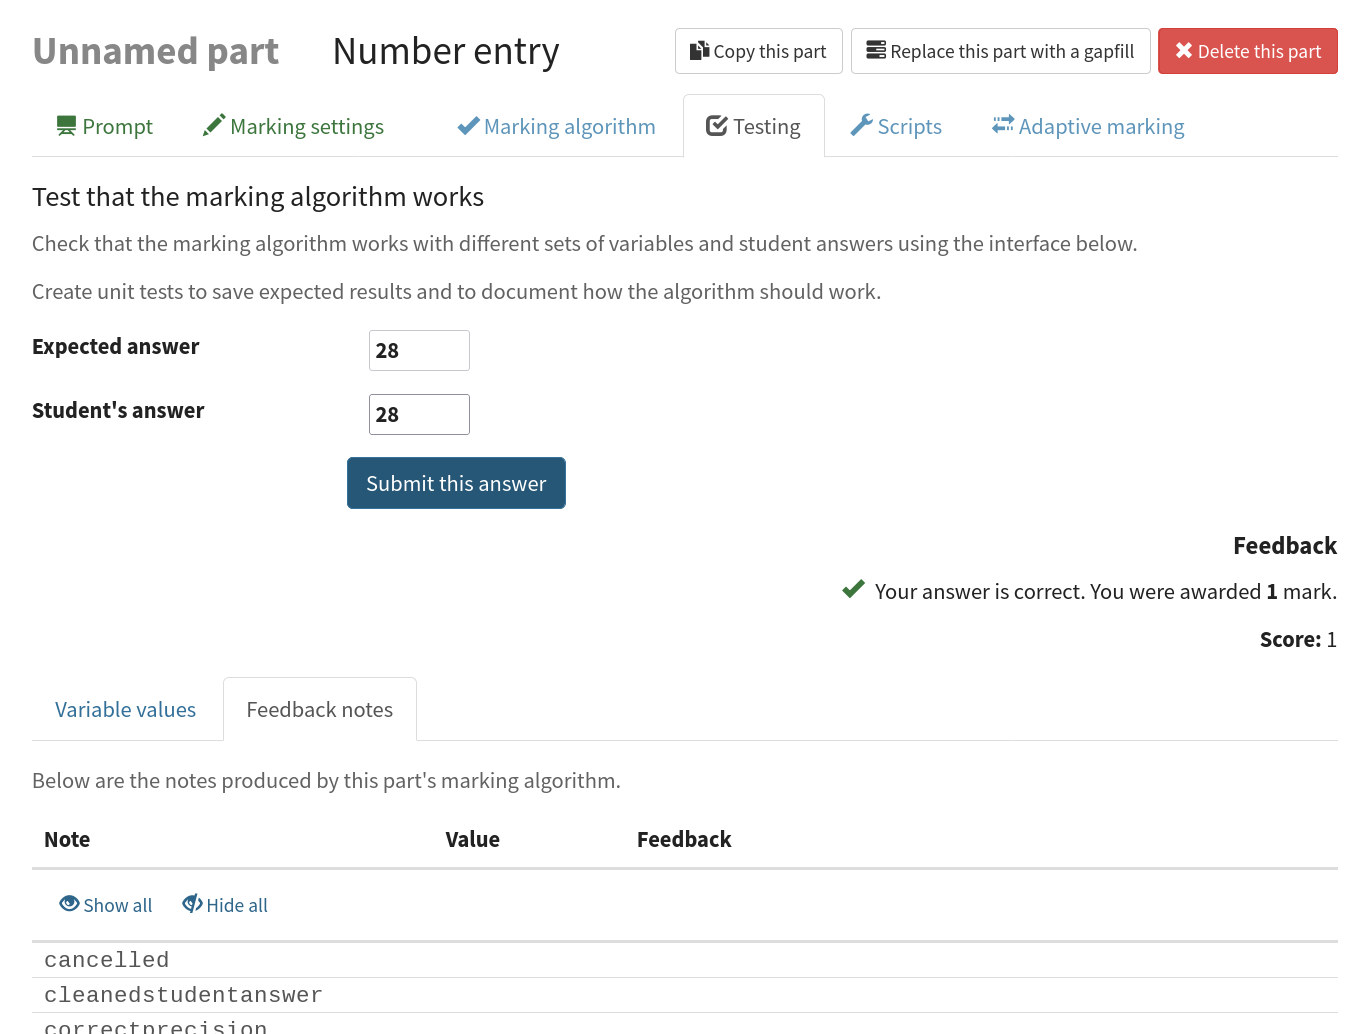 Unnamed part Number entry Copy this part Replace this part with a gapfill Delete this part
Prompt Marking settings Marking algorithm Testing Scripts Adaptive marking
Test that the marking algorithm works
Check that the marking algorithm works with different sets of variables and student answers using the interface below.
Create unit tests to save expected results and to document how the algorithm should work.
Expected answer 28
Student's answer 28
Submit this answer
Feedback
Your answer is correct. You were awarded 1 mark.
Score: 1
Variable values Feedback notes
Below are the notes produced by this part's marking algorithm.
Note Value Feedback
Show all Hide all
cancelled
cleanedstudentanswer
correctprecision